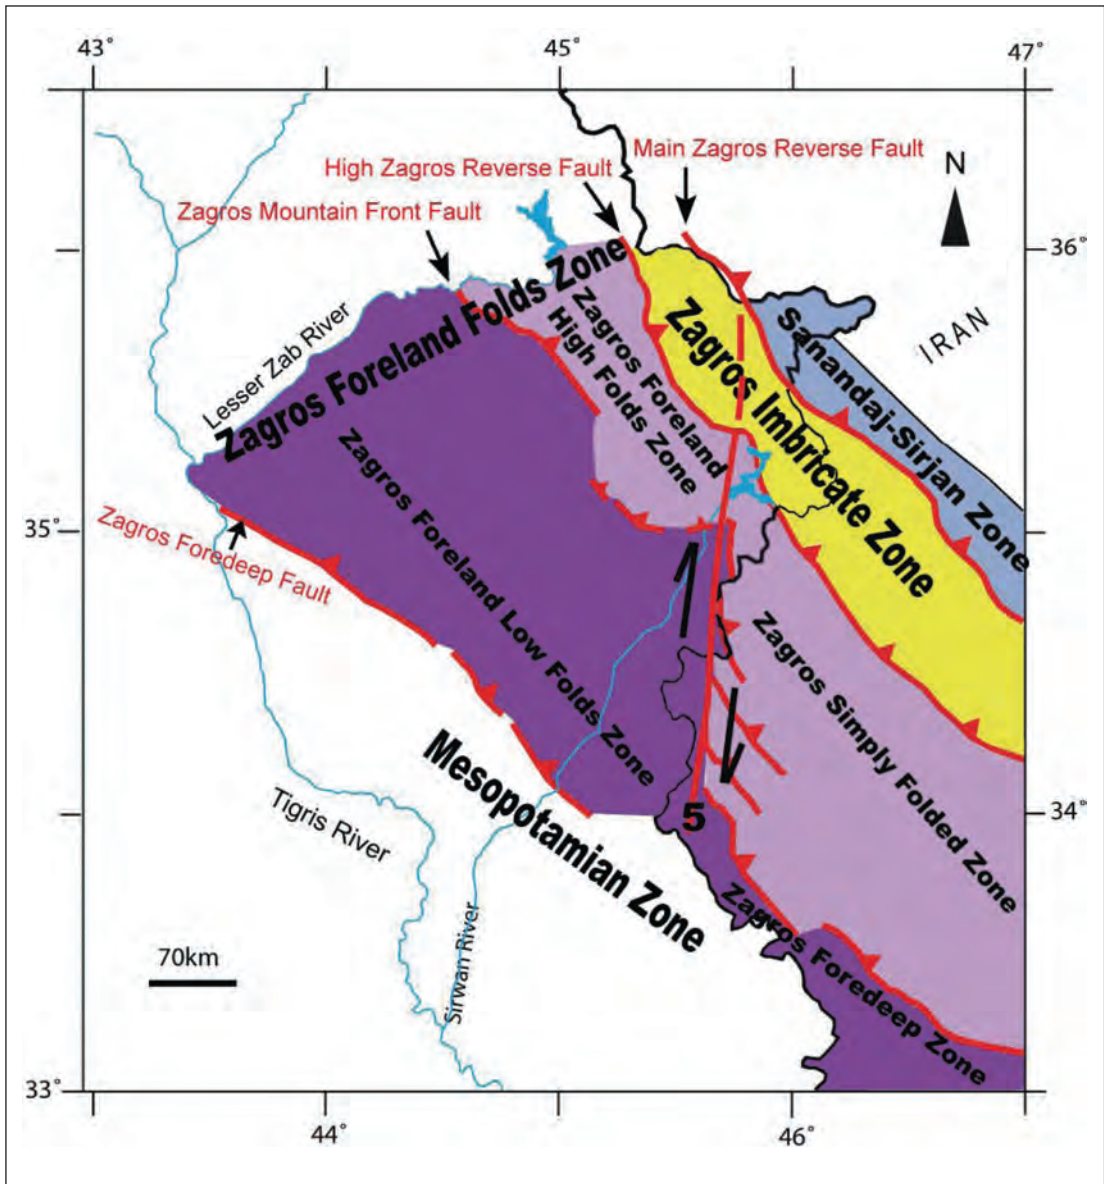 43°
45°
47°
Main Zagros Reverse Fault
High Zagros Reverse Fault
Zagros Mountain Front Fault
N
36°
IRAN
Lesser Zab River
Zagros Foreland Folds Zone
Zagros Foreland
High Folds Zone
Zagros Imbricate Zone
Sanandaj-Sirjan Zone
35°
35°
Zagros Foredeep Fault
Zagros Foreland Low Folds Zone
Zagros Simply Folded Zone
Mesopotamian Zone
5
34°
Tigris River
Sirwan River
Zagros Foredeep Zone
70km
33°
44°
46°